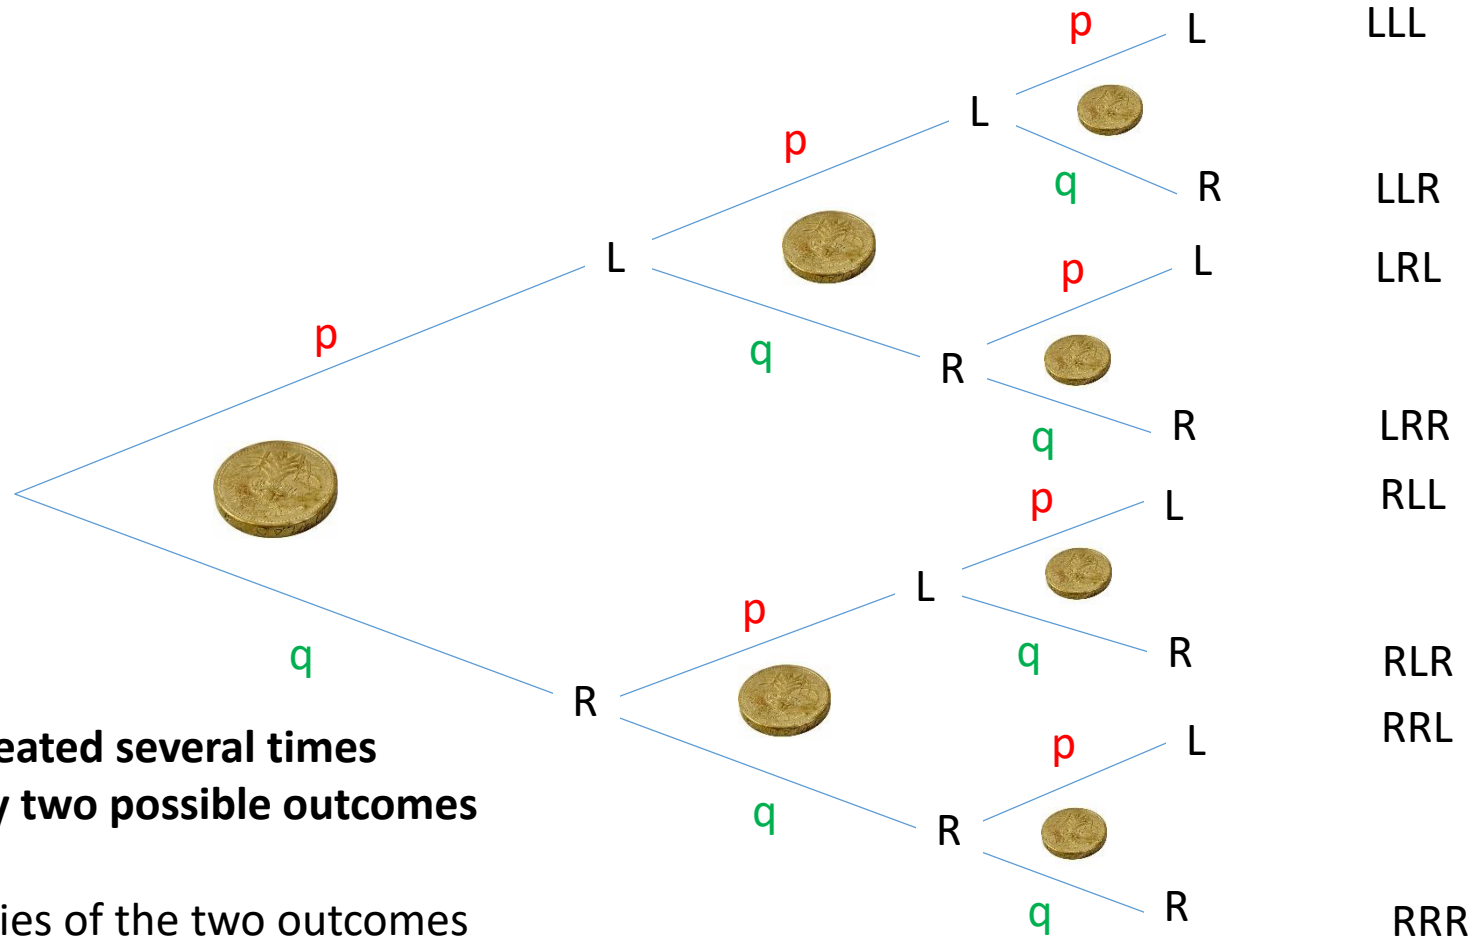 p
L
LLL
L
p
q
R
LLR
L
p
L
LRL
p
q
R
q
R
LRR
p
L
RLL
L
p
q
R
RLR
q
R
eated several times
p
L
RRL
y two possible outcomes
q
R
ies of the two outcomes
q
R
RRR